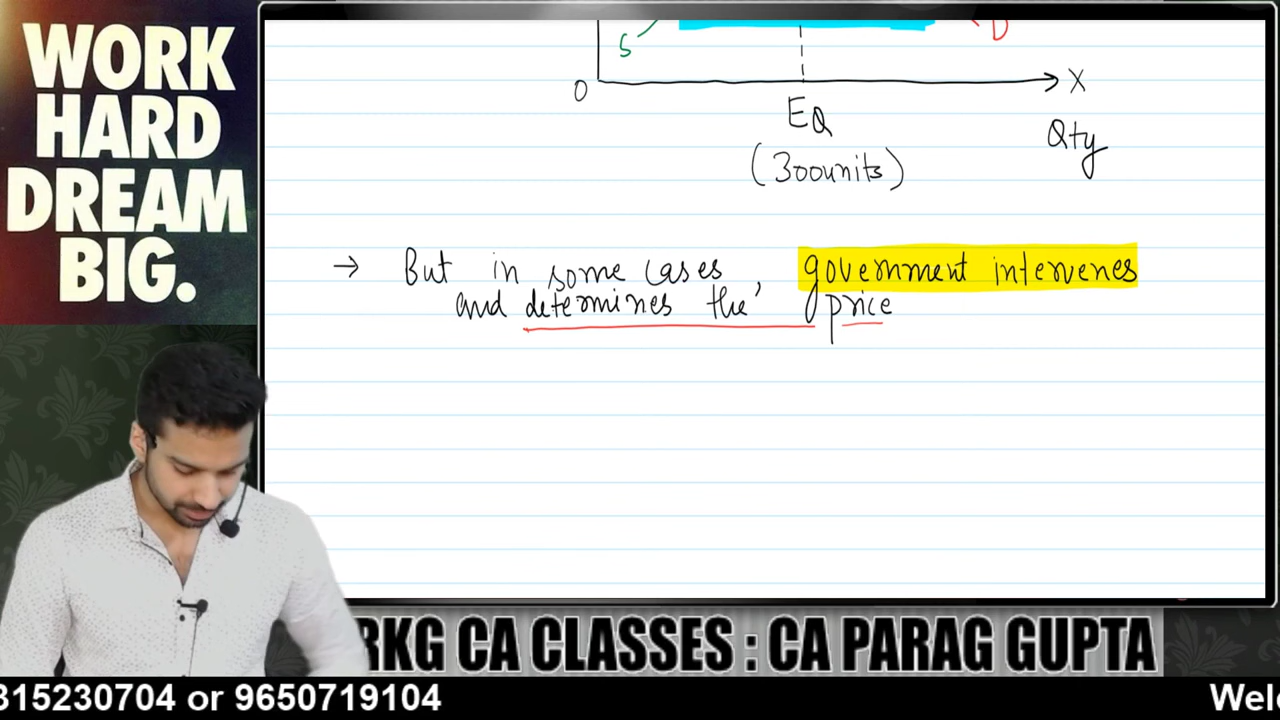 WORK
HARD
DREAM
BIG.
S
D
O
X
EQ
Qty
(300units)
→ But in some cases, government intervenes
and determines the price
RKG CA CLASSES : CA PARAG GUPTA
315230704 or 9650719104
Wel